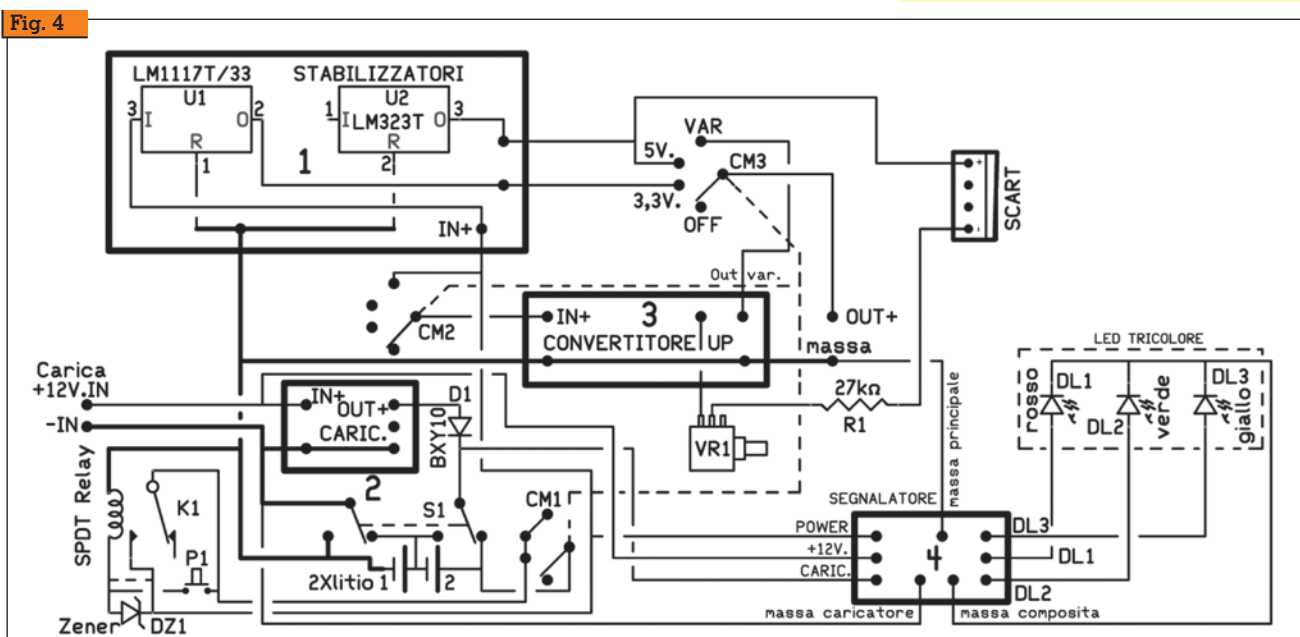 Fig. 4
LM1117T/33
STABILIZZATORI
U1
U2
3
I
O
2
1
I
LM323T
O
3
R
R
1
1
2
IN+
VAR
5V.
CM3
3,3V.
OFF
SCART
+
-
Out var.
CM2
IN+
3
OUT+
CONVERTITORE UP
massa
LED TRICOLORE
Carica
+12V.IN
-IN
IN+
OUT+
CARIC.
2
D1
BXY10
27kΩ
R1
VR1
massa principale
rosso
DL1
DL2
verde
DL3
giallo
SPDT Relay
K1
P1
S1
CM1
SEGNALATORE
POWER
+12V.
CARIC.
4
DL3
DL1
DL2
2Xlitio 1
2
massa caricatore
massa composita
Zener
DZ1